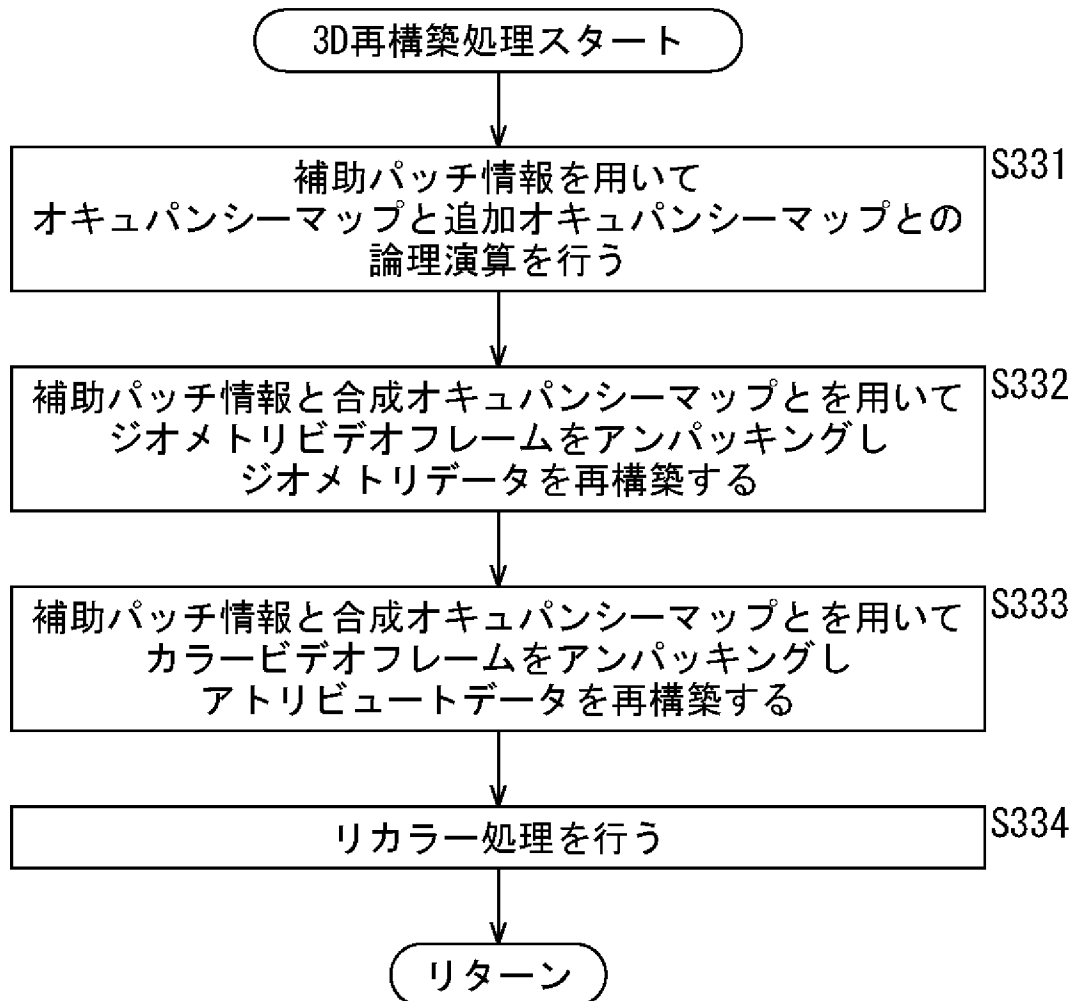 3D再構築処理スタート
S331
補助パッチ情報を用いて
オキュパンシーマップと追加オキュパンシーマップとの
論理演算を行う
S332
補助パッチ情報と合成オキュパンシーマップとを用いて
ジオメトリビデオフレームをアンパッキングし
ジオメトリデータを再構築する
S333
補助パッチ情報と合成オキュパンシーマップとを用いて
カラービデオフレームをアンパッキングし
アトリビュートデータを再構築する
S334
リカラー処理を行う
リターン